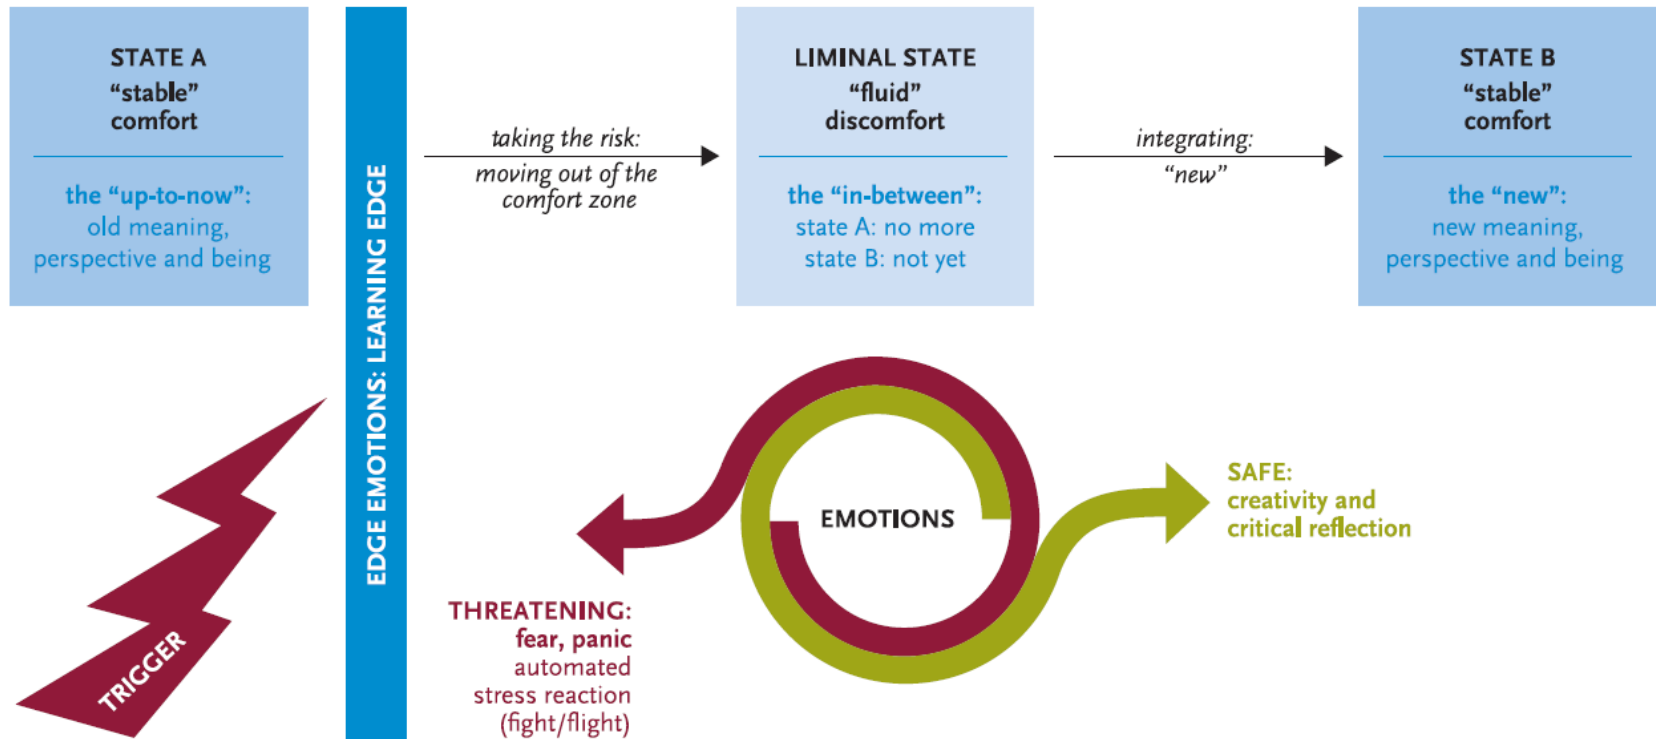 STATE A
“stable”
comfort
the “up-to-now”:
old meaning,
perspective and being
EDGE EMOTIONS: LEARNING EDGE
taking the risk:
moving out of the
comfort zone
LIMINAL STATE
“fluid”
discomfort
the “in-between”:
state A: no more
state B: not yet
integrating:
“new”
STATE B
“stable”
comfort
the “new”:
new meaning,
perspective and being
TRIGGER
THREATENING:
fear, panic
automated
stress reaction
(fight/flight)
EMOTIONS
SAFE:
creativity and
critical reflection